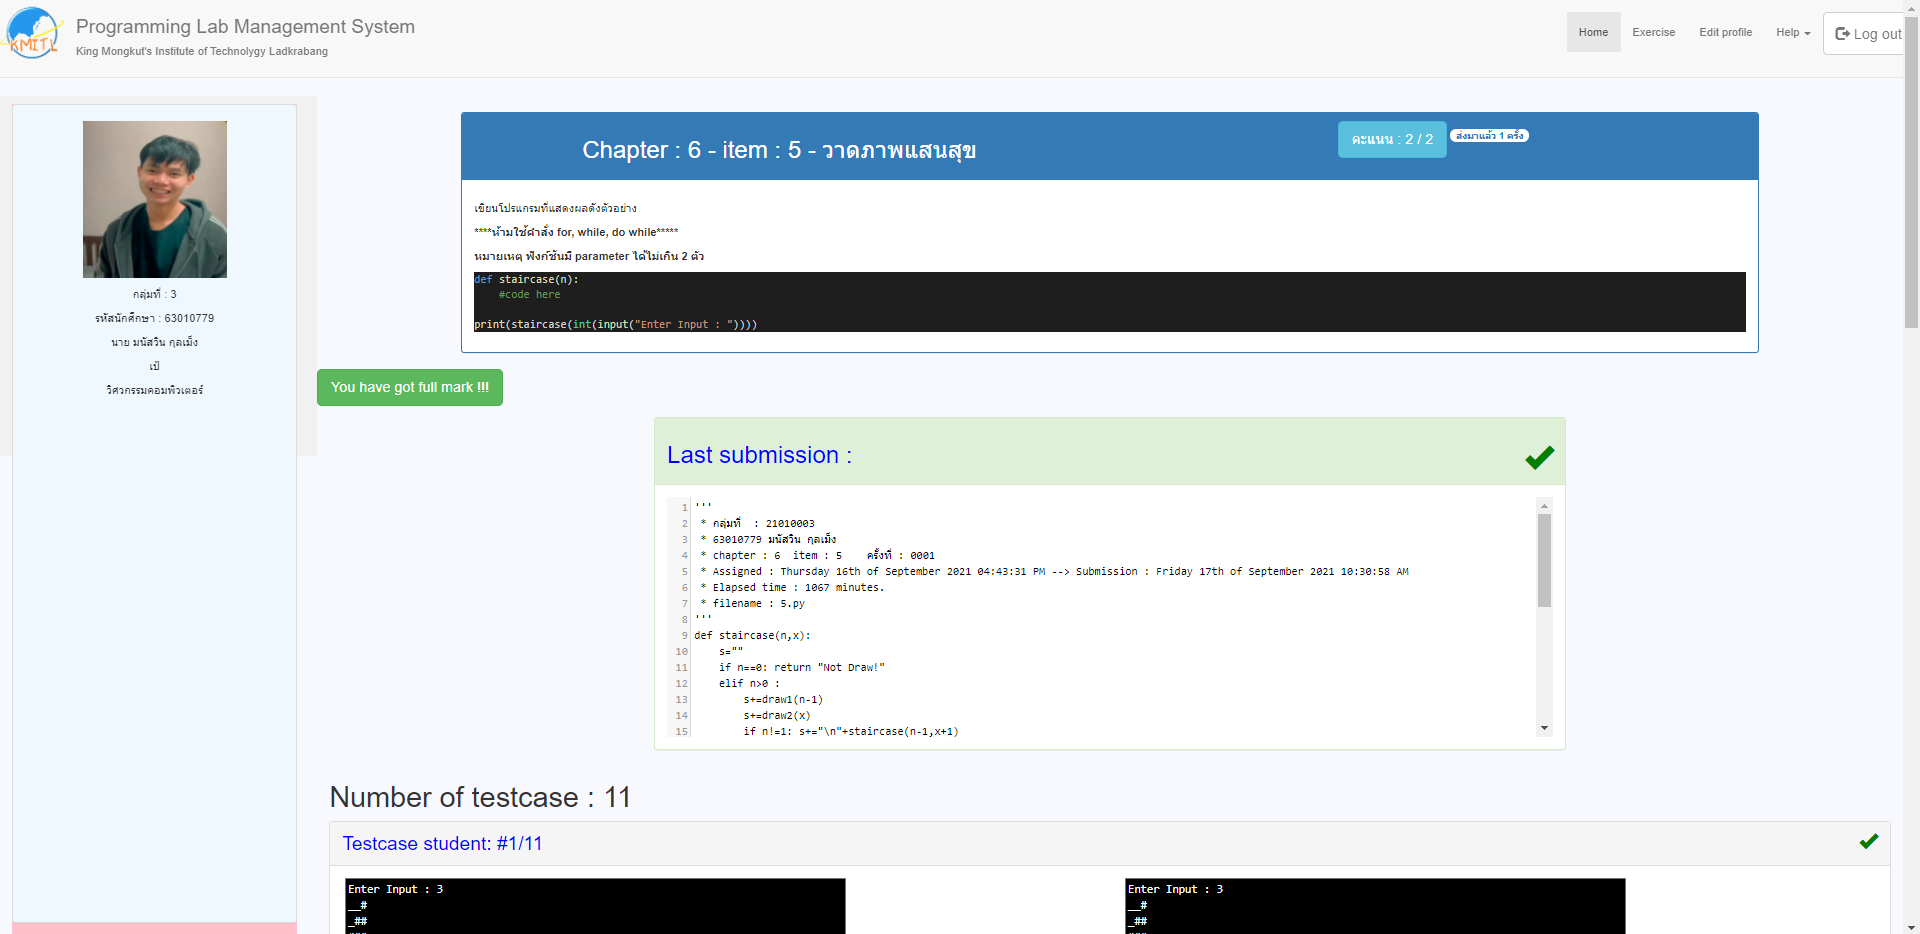 KMITL
Programming Lab Management System
King Mongkut's Institute of Technolygy Ladkrabang
Home
Exercise
Edit profile
Help
Log out
กลุ่มที่ : 3
รหัสนักศึกษา : 63010779
นาย มนัสวิน กุลเม็ง
เป้
วิศวกรรมคอมพิวเตอร์
Chapter : 6 - item : 5 - วาดภาพแสนสุข
คะแนน : 2 / 2
ส่งมาแล้ว 1 ครั้ง
เขียนโปรแกรมที่แสดงผลดังตัวอย่าง
****ห้ามใช้คำสั่ง for, while, do while*****
หมายเหตุ ฟังก์ชันมี parameter ได้ไม่เกิน 2 ตัว
def staircase(n):
    #code here
print(staircase(int(input("Enter Input : "))))
You have got full mark !!!
Last submission :
1 '''
2  * กลุ่มที่  : 21010003
3  * 63010779 มนัสวิน กุลเม็ง
4  * chapter : 6  item : 5    ครั้งที่ : 0001
5  * Assigned : Thursday 16th of September 2021 04:43:31 PM --> Submission : Friday 17th of September 2021 10:30:58 AM
6  * Elapsed time : 1067 minutes.
7  * filename : 5.py
8 '''
9 def staircase(n,x):
10     s=""
11     if n==0: return "Not Draw!"
12     elif n>0 :
13         s+=draw1(n-1)
14         s+=draw2(x)
15         if n!=1: s+="\n"+staircase(n-1,x+1)
Number of testcase : 11
Testcase student: #1/11
Enter Input : 3
__#
_##
Enter Input : 3
__#
_##